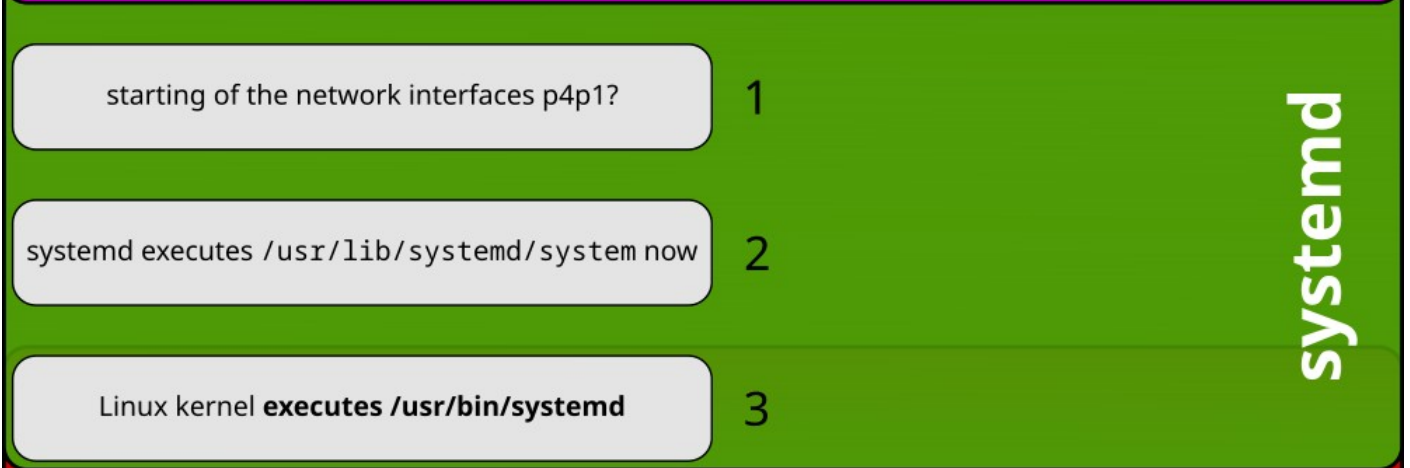 starting of the network interfaces p4p1?
1
systemd executes /usr/lib/systemd/system now
2
Linux kernel executes /usr/bin/systemd
3
systemd